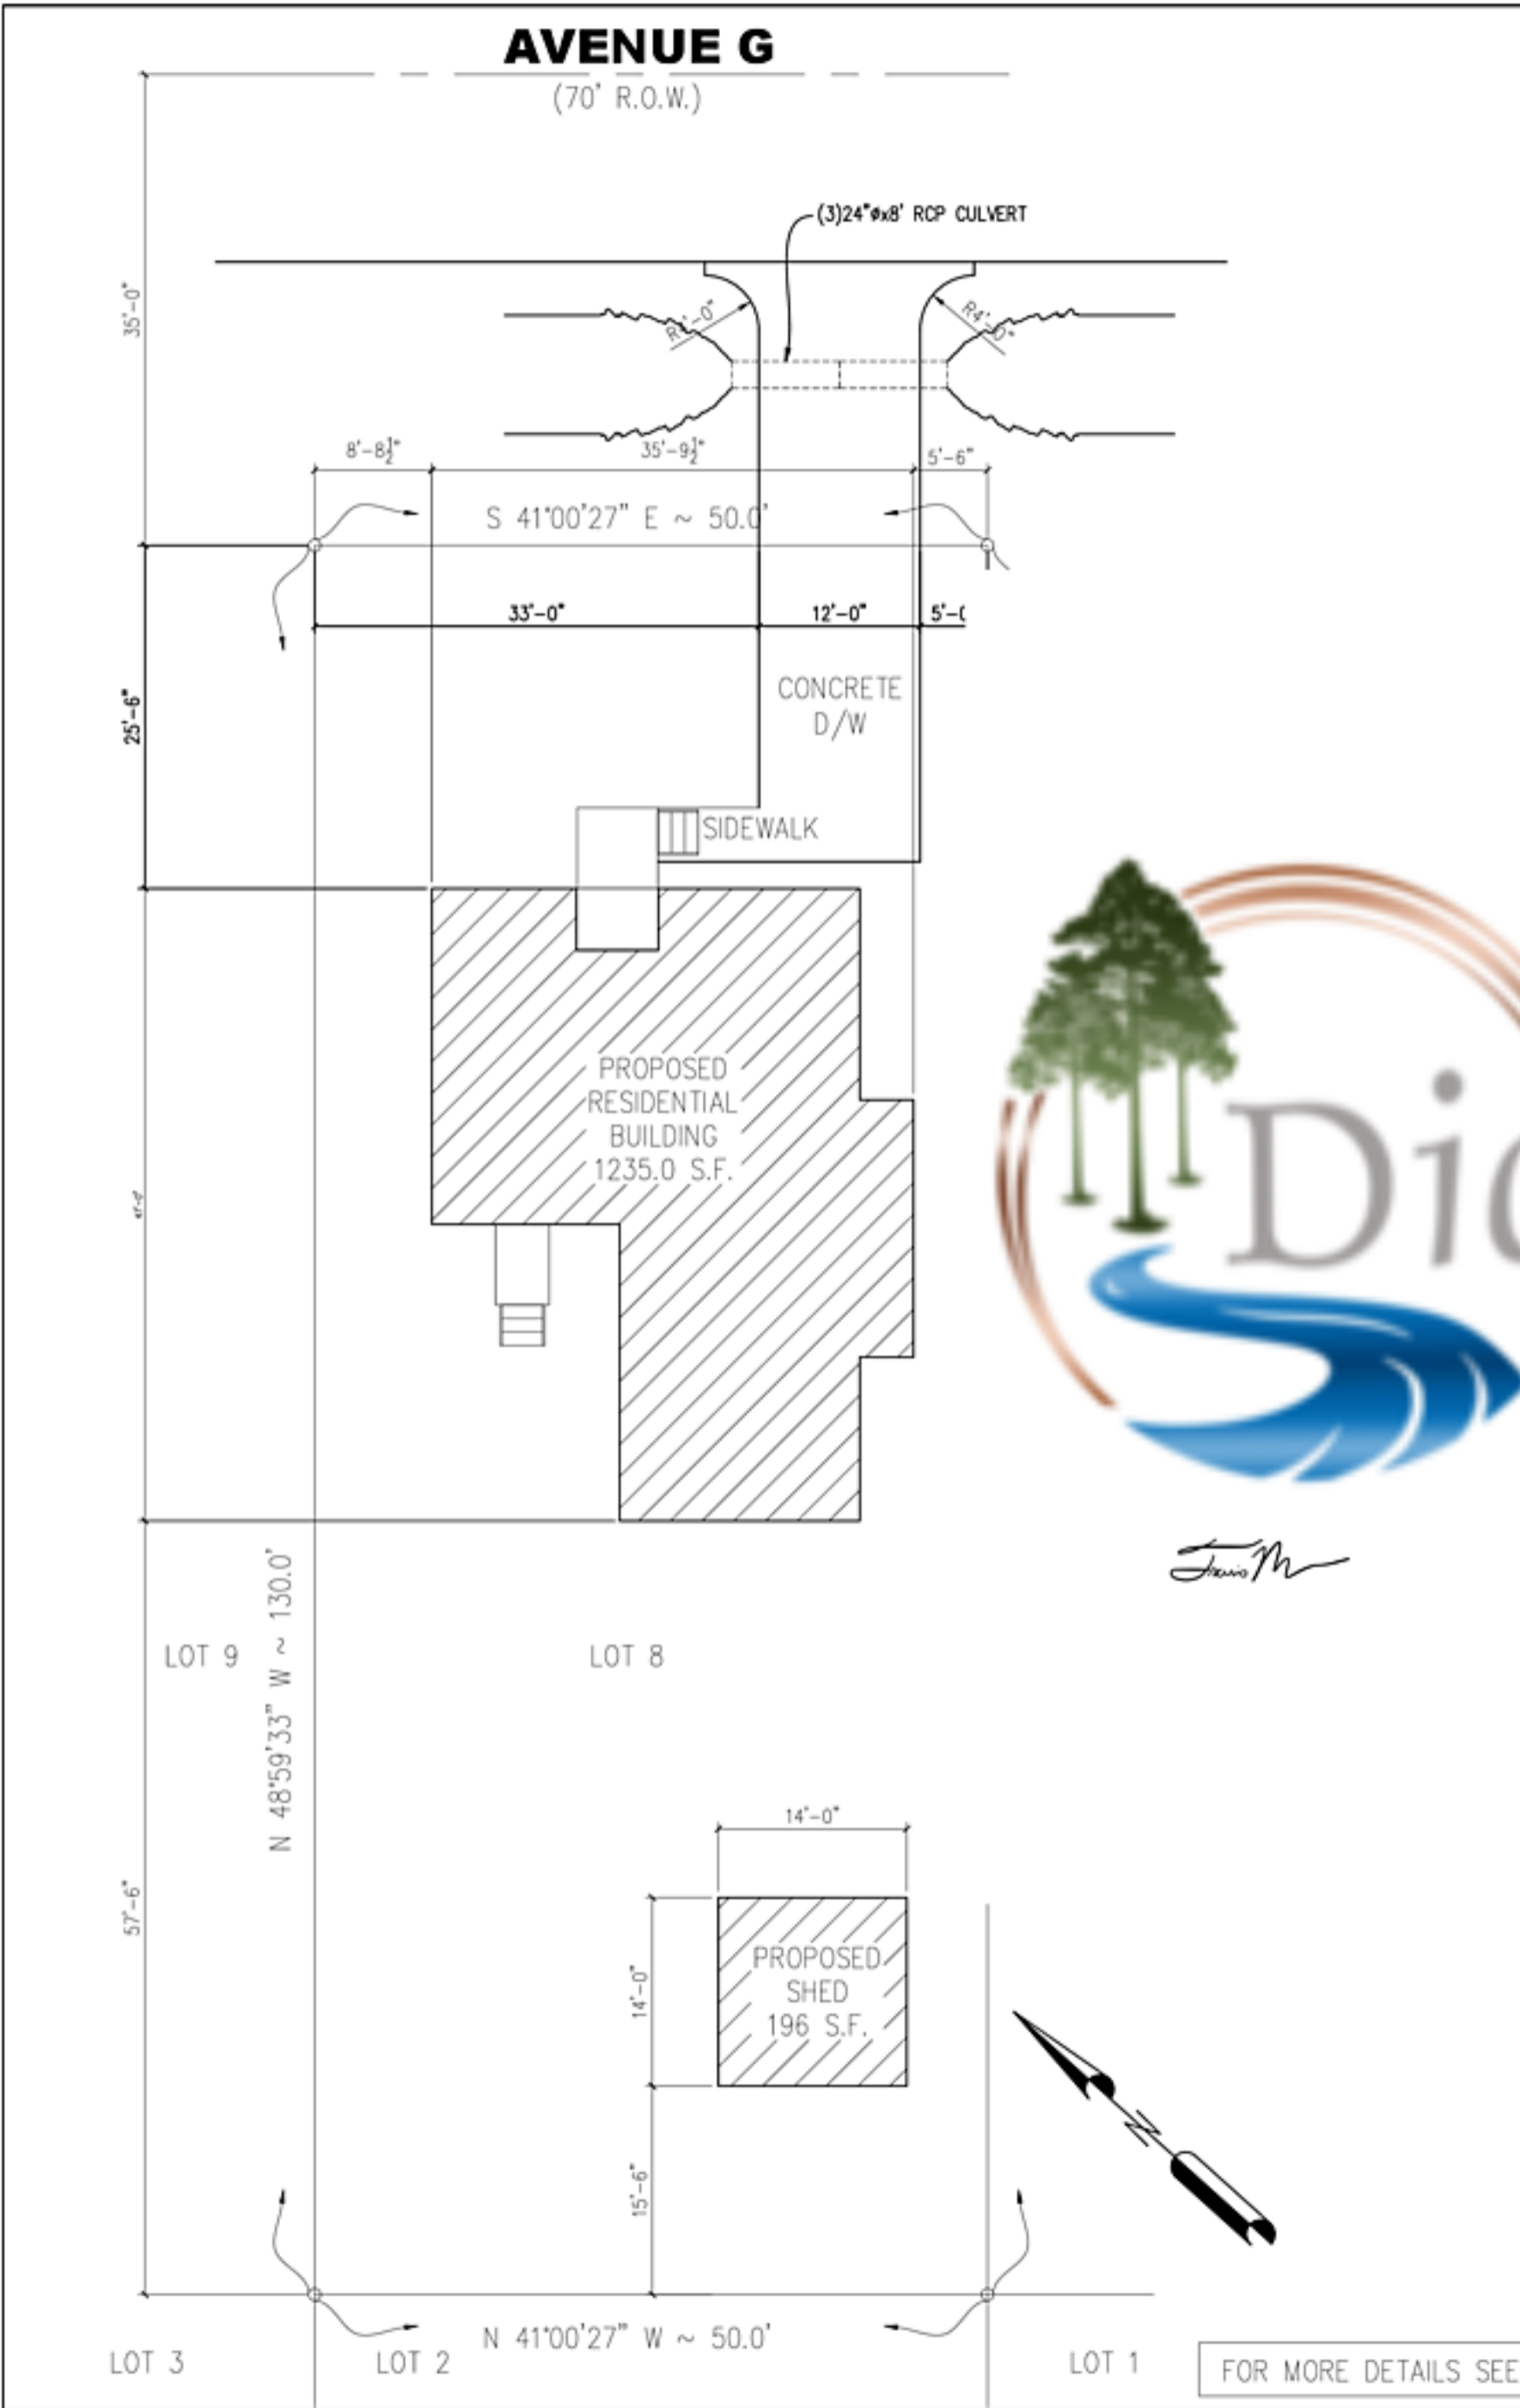 AVENUE G
(70' R.O.W.)
(3)24"øx8' RCP CULVERT
35'-0"
R4'-0"
8'-8½"
35'-9½"
5'-6"
S 41°00'27" E ~ 50.0'
33'-0"
12'-0"
25'-6"
CONCRETE
D/W
SIDEWALK
PROPOSED
RESIDENTIAL
BUILDING
1235.0 S.F.
Di
N 48°59'33" W ~ 130.0'
LOT 9
LOT 8
14'-0"
57'-6"
14'-0"
PROPOSED
SHED
196 S.F.
15'-6"
N
N 41°00'27" W ~ 50.0'
LOT 3
LOT 2
LOT 1
FOR MORE DETAILS SEE